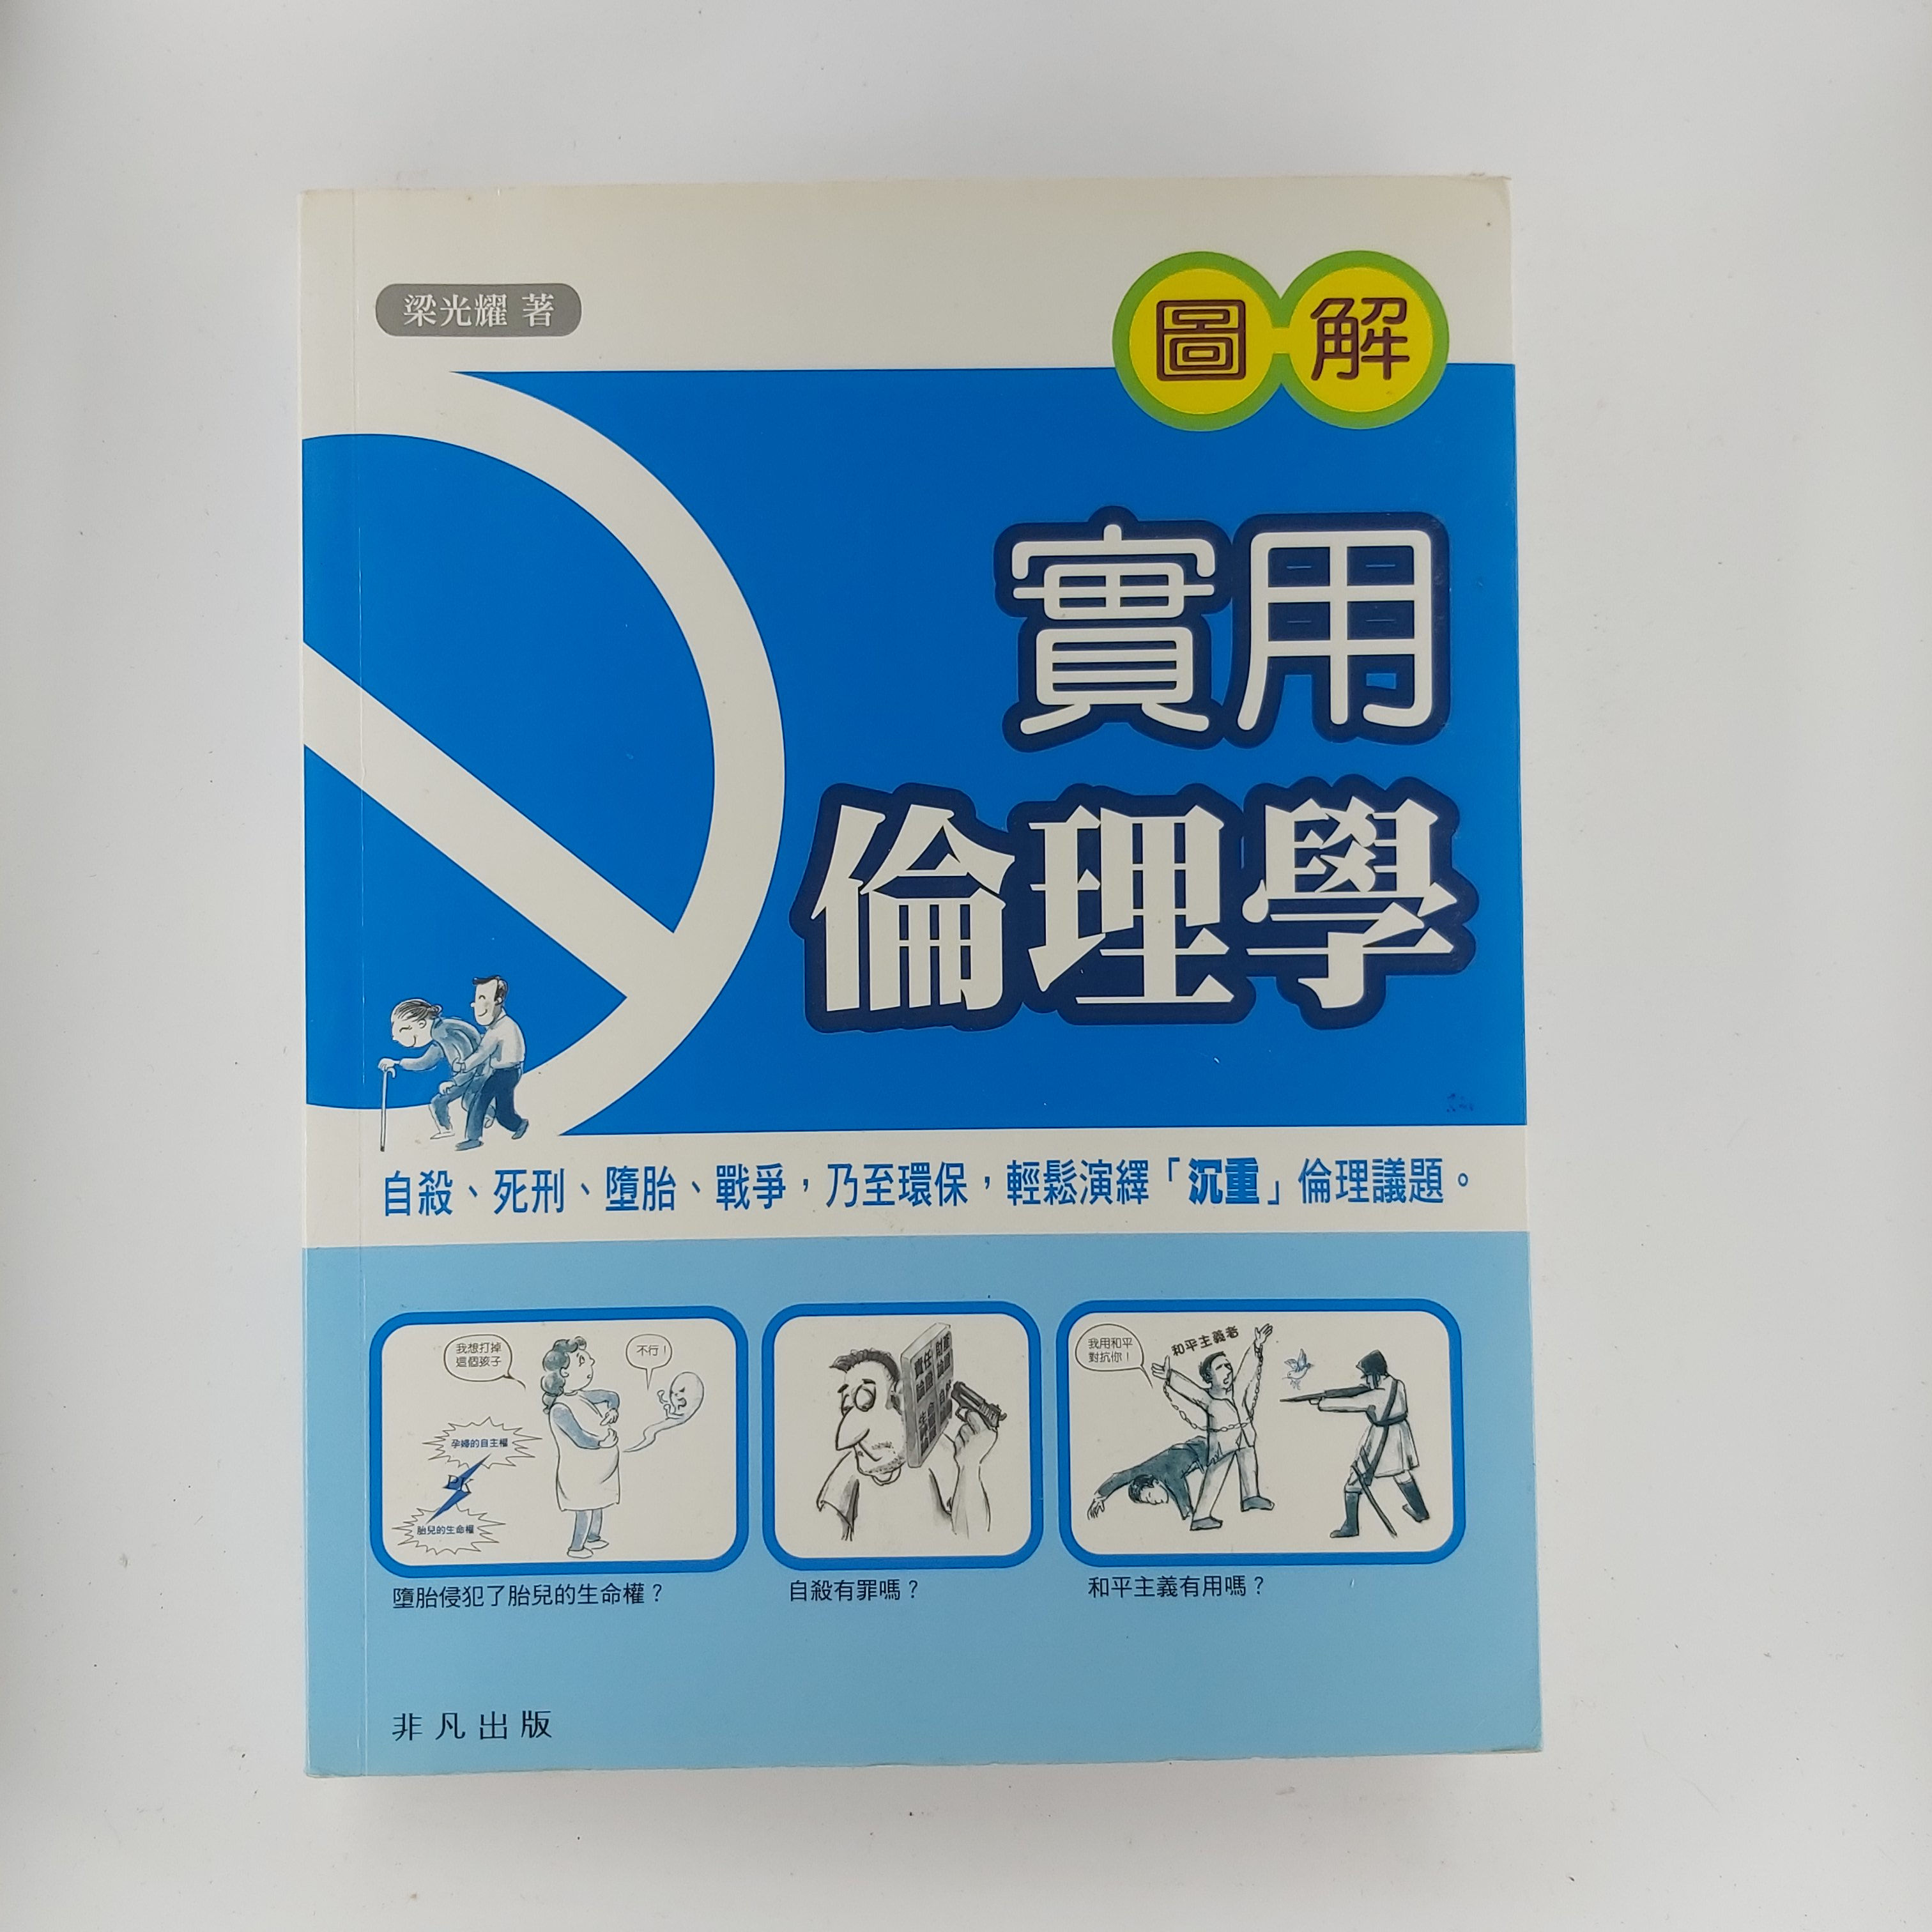 梁光耀 著
圖解
實用
倫理學
自殺、死刑、墮胎、戰爭，乃至環保，輕鬆演繹「沉重」倫理議題。
我想打掉
這個孩子
不行！
孕婦的自主權
PK
胎兒的生命權
墮胎侵犯了胎兒的生命權？
自殺有罪嗎？
我用和平
對抗你！
和平主義者
和平主義有用嗎？
非凡出版